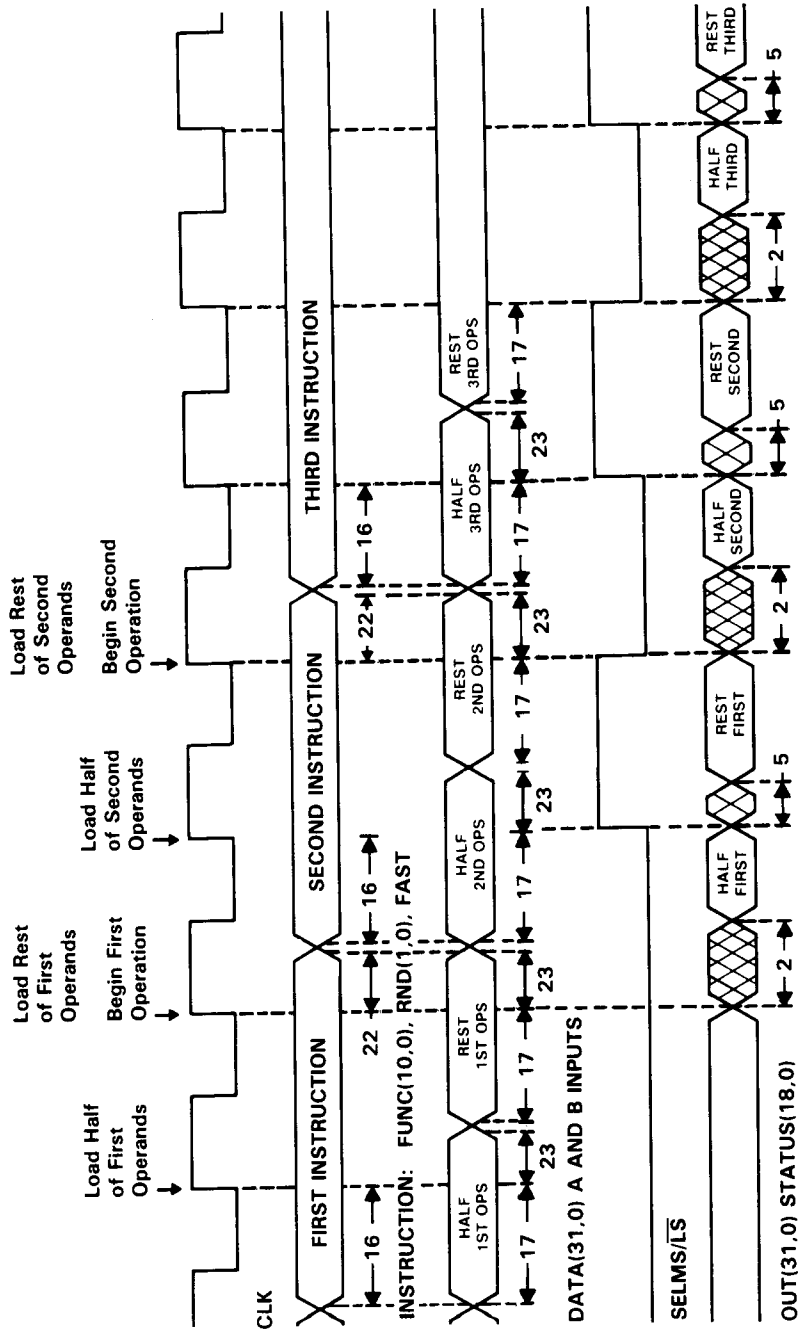 Load Half
of First
Operands
Load Rest
of First
Operands
Begin First
Operation
Load Half
of Second
Operands
Load Rest
of Second
Operands
Begin Second
Operation
CLK
FIRST INSTRUCTION
SECOND INSTRUCTION
THIRD INSTRUCTION
16
22
16
22
16
INSTRUCTION: FUNC(10,0), RND(1,0), FAST
HALF
1ST OPS
REST
1ST OPS
HALF
2ND OPS
REST
2ND OPS
HALF
3RD OPS
REST
3RD OPS
17
23
17
23
17
23
17
23
17
23
17
DATA(31,0) A AND B INPUTS
SELMS/LS
HALF
FIRST
REST
FIRST
HALF
SECOND
REST
SECOND
HALF
THIRD
REST
THIRD
2
5
2
5
2
5
OUT(31,0) STATUS(18,0)